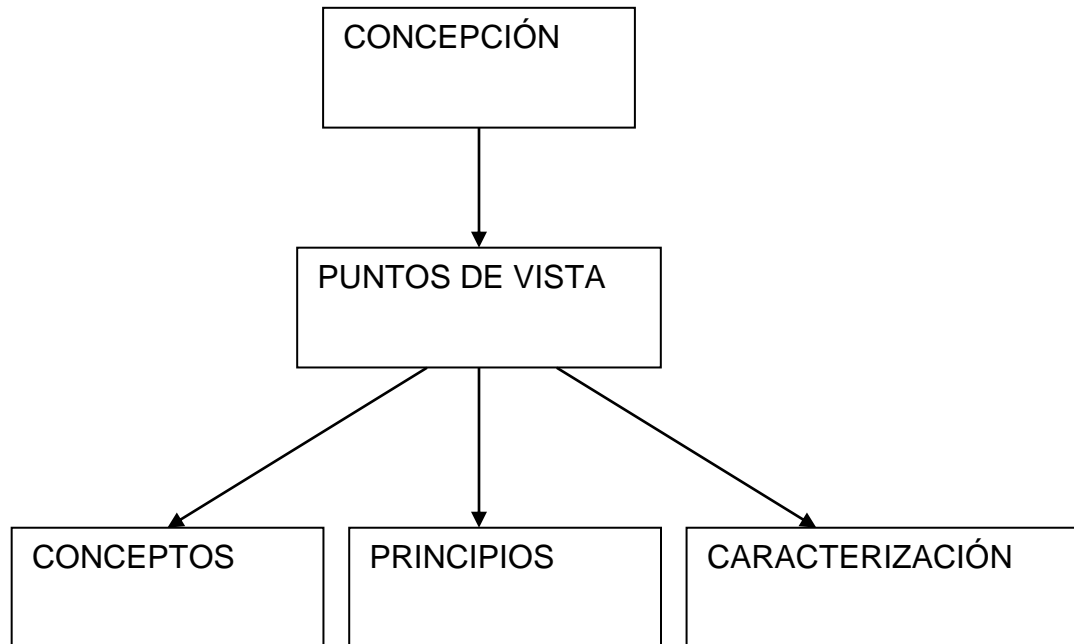 CONCEPCIÓN
PUNTOS DE VISTA
CONCEPTOS
PRINCIPIOS
CARACTERIZACIÓN